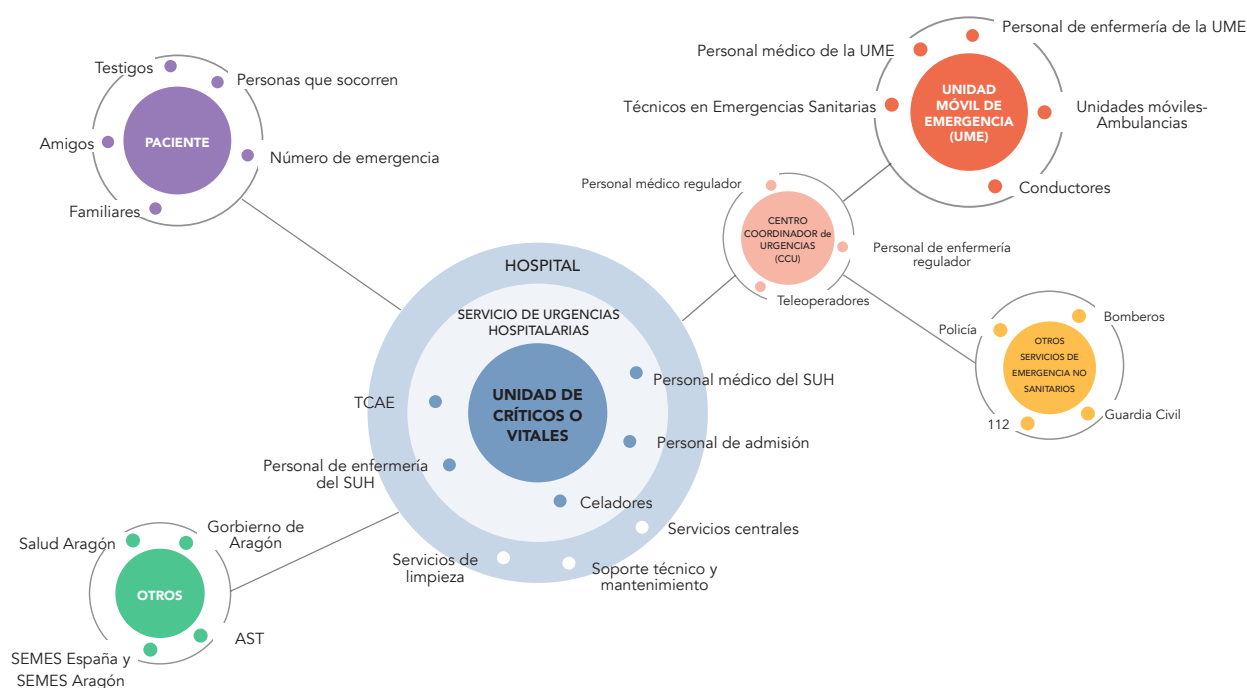 Testigos
Personas que socorren
PACIENTE
Amigos
Número de emergencia
Familiares
Personal de enfermería de la UME
Personal médico de la UME
UNIDAD
MÓVIL DE
EMERGENCIA
(UME)
Técnicos en Emergencias Sanitarias
Unidades móviles-
Ambulancias
Conductores
Personal médico regulador
CENTRO
COORDINADOR de
URGENCIAS
(CCU)
Personal de enfermería
regulador
Teleoperadores
Policía
Bomberos
OTROS
SERVICIOS DE
EMERGENCIA NO
SANITARIOS
112
Guardia Civil
HOSPITAL
SERVICIO DE URGENCIAS
HOSPITALARIAS
UNIDAD DE
CRÍTICOS O
VITALES
TCAE
Personal médico del SUH
Personal de admisión
Personal de enfermería
del SUH
Celadores
Servicios centrales
Servicios de
limpieza
Soporte técnico y
mantenimiento
Salud Aragón
Gorbierno de
Aragón
OTROS
AST
SEMES España y
SEMES Aragón